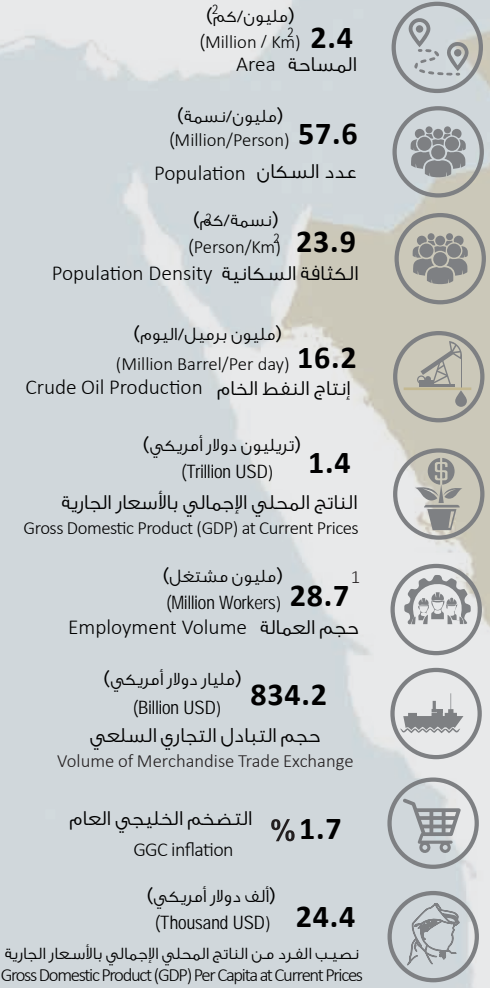 (مليون/كم2)
(Million / Km2) 2.4
المساحة Area
(مليون/نسمة)
(Million/Person) 57.6
عدد السكان Population
(نسمة/كم2)
(Person/Km2) 23.9
الكثافة السكانية Population Density
(مليون برميل/اليوم)
(Million Barrel/Per day) 16.2
إنتاج النفط الخام Crude Oil Production
(تريليون دولار أمريكي)
(Trillion USD) 1.4
الناتج المحلي الإجمالي بالأسعار الجارية
Gross Domestic Product (GDP) at Current Prices
(مليون مشتغل)
(Million Workers) 28.7 1
حجم العمالة Employment Volume
(مليار دولار أمريكي)
(Billion USD) 834.2
حجم التبادل التجاري السلعي
Volume of Merchandise Trade Exchange
التضخم الخليجي العام % 1.7
GGC inflation
(ألف دولار أمريكي)
(Thousand USD) 24.4
نصيب الفرد من الناتج المحلي الإجمالي بالأسعار الجارية
Gross Domestic Product (GDP) Per Capita at Current Prices